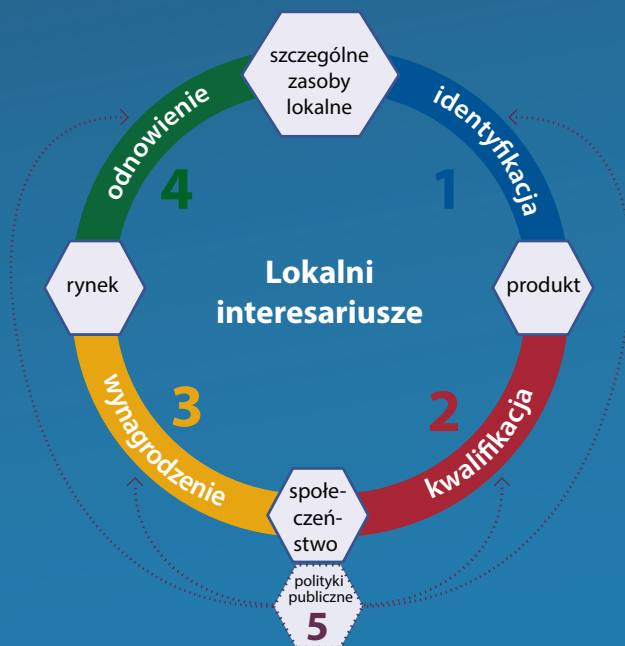 szczególne
zasoby
lokalne
identyfikacja
1
produkt
kwalifikacja
2
społe-
czeń-
stwo
wynagrodzenie
3
rynek
odnowienie
4
Lokalni
interesariusze
polityki
publiczne
5